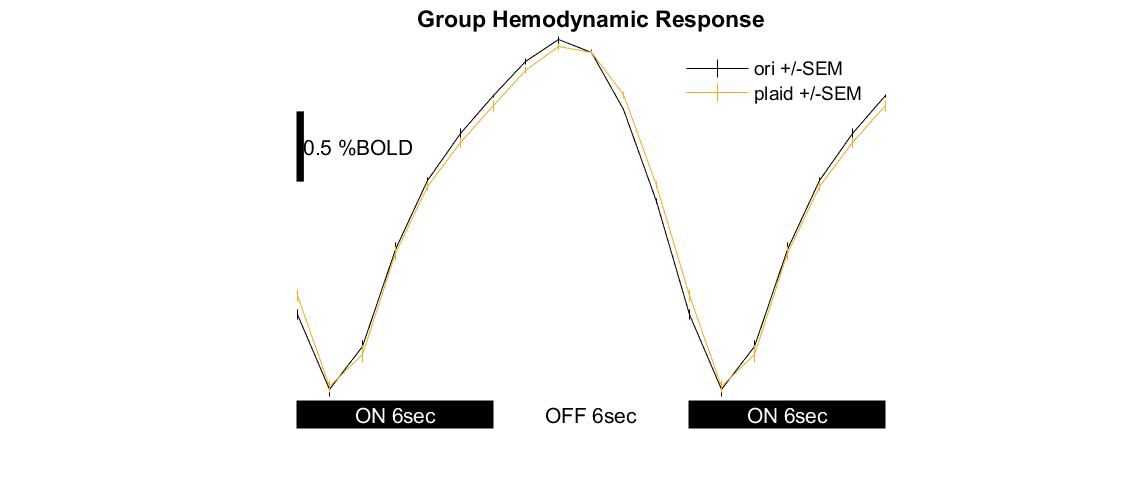 Group Hemodynamic Response
ori +/-SEM
plaid +/-SEM
0.5 %BOLD
ON 6sec
OFF 6sec
ON 6sec